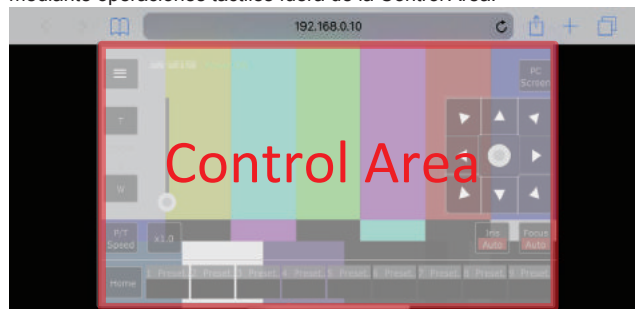 mediante operaciones táctiles fuera de la Control Area.
192.168.0.10
PC
Screen
T
Control Area
W
P/T
Speed
x1.0
Iris
Auto
Focus
Auto
Home
1 Preset 2 Preset 3 Preset 4 Preset 5 Preset 6 Preset 7 Preset 8 Preset 9 Preset